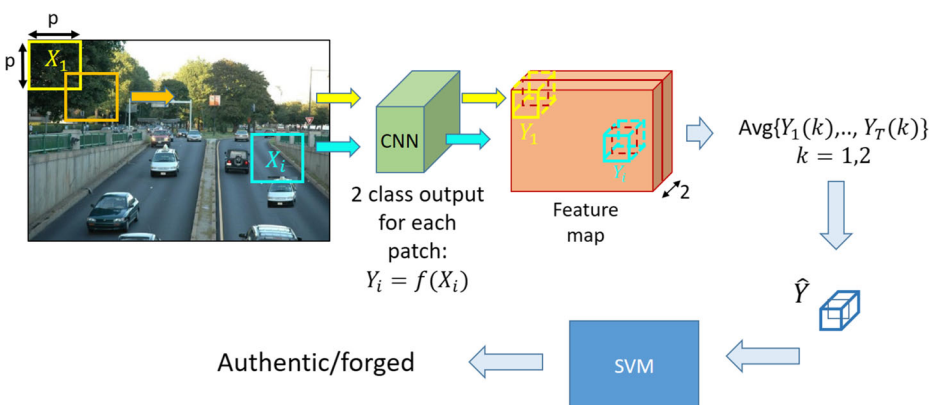 p
p
X₁
Xᵢ
CNN
2 class output
for each
patch:
Yᵢ = f(Xᵢ)
Y₁
Yᵢ
2
Feature
map
Avg{Y₁(k),.., Y_T(k)}
k = 1,2
Ŷ
SVM
Authentic/forged